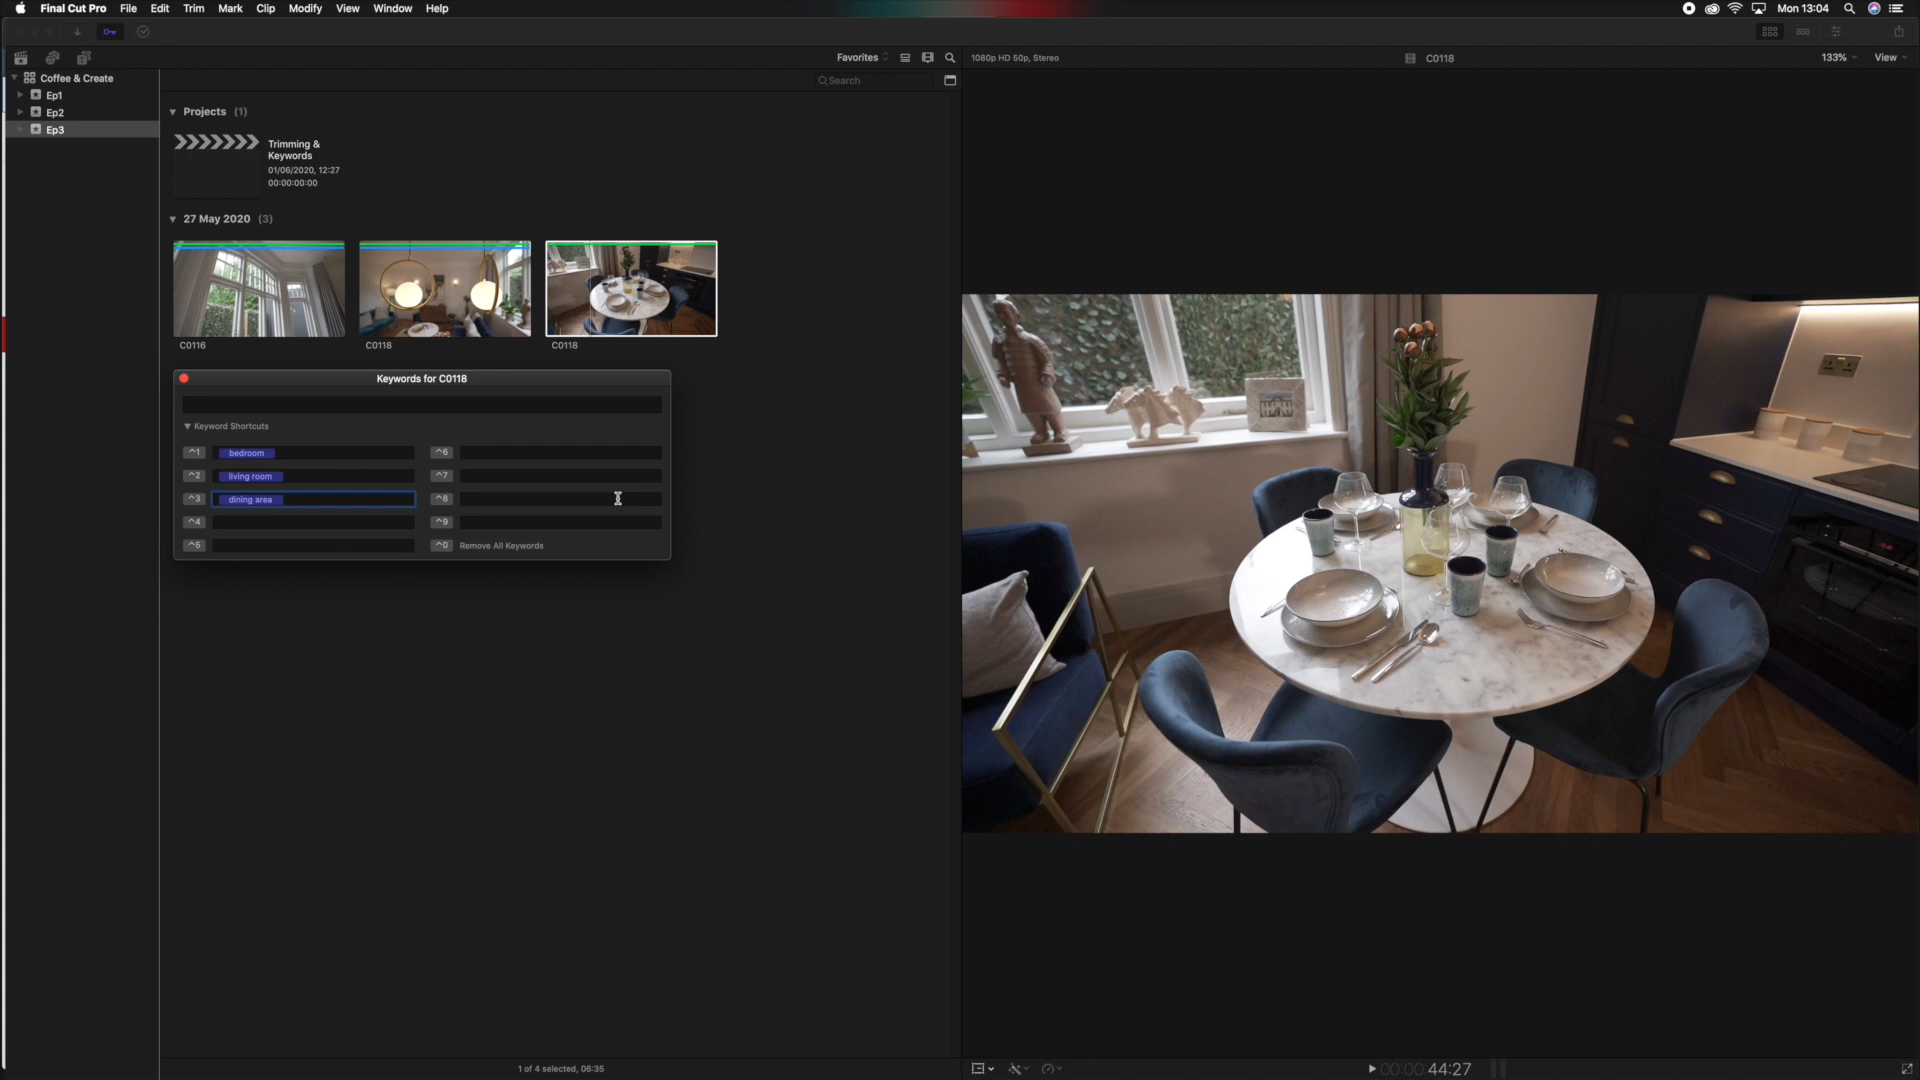 Final Cut Pro File Edit Trim Mark Clip Modify View Window Help Mon 13:04
Favorites 1080p HD 50p, Stereo C0118 133% View
Coffee & Create Search
Ep1
Ep2
Ep3
Projects (1)
Trimming &
Keywords
01/06/2020, 12:27
00:00:00:00
27 May 2020 (3)
C0116 C0118 C0118
Keywords for C0118
Keyword Shortcuts
^1 bedroom ^6
^2 living room ^7
^3 dining area ^8
^4 ^9
^5 ^0 Remove All Keywords
1 of 4 selected, 06:35 00:00:44:27